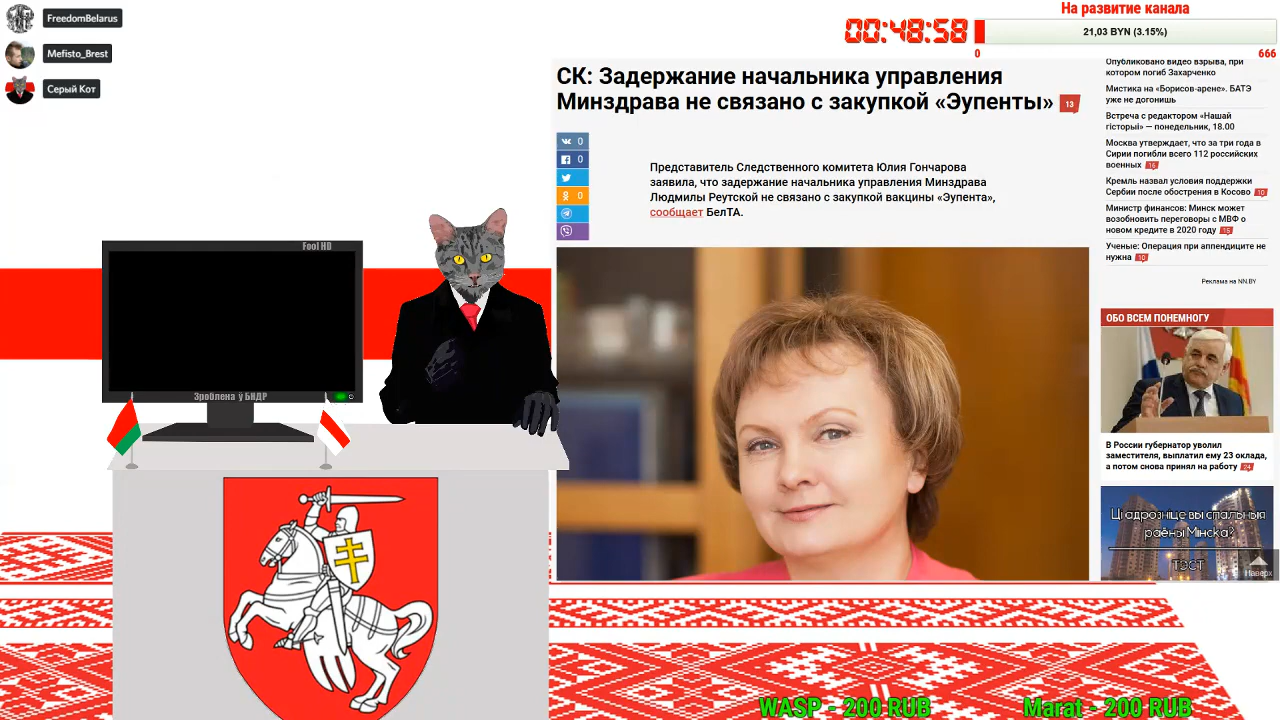 FreedomBelarus
Mefisto_Brest
Серый Кот
00:48:58
На развитие канала
21,03 BYN (3.15%)
0
666
СК: Задержание начальника управления
Минздрава не связано с закупкой «Эупенты»
13
0
0
0
Представитель Следственного комитета Юлия Гончарова
заявила, что задержание начальника управления Минздрава
Людмилы Реутской не связано с закупкой вакцины «Эупента»,
сообщает БелТА.
Опубликовано видео взрыва, при
котором погиб Захарченко
Мистика на «Борисов-арене». БАТЭ
уже не догонишь
Встреча с редактором «Нашай
гісторыі» — понедельник, 18.00
Москва утверждает, что за три года в
Сирии погибли всего 112 российских
военных 16
Кремль назвал условия поддержки
Сербии после обострения в Косово 10
Министр финансов: Минск может
возобновить переговоры с МВФ о
новом кредите в 2020 году 15
Ученые: Операция при аппендиците не
нужна 10
Реклама на NN.BY
ОБО ВСЕМ ПОНЕМНОГУ
В России губернатор уволил
заместителя, выплатил ему 23 оклада,
а потом снова принял на работу 24
Ці адрозніце вы спальныя
раёны Мінска?
ТЭСТ
Наверх
Fool HD
Зроблена ў БНДР
WASP - 200 RUB
Marat - 200 RUB